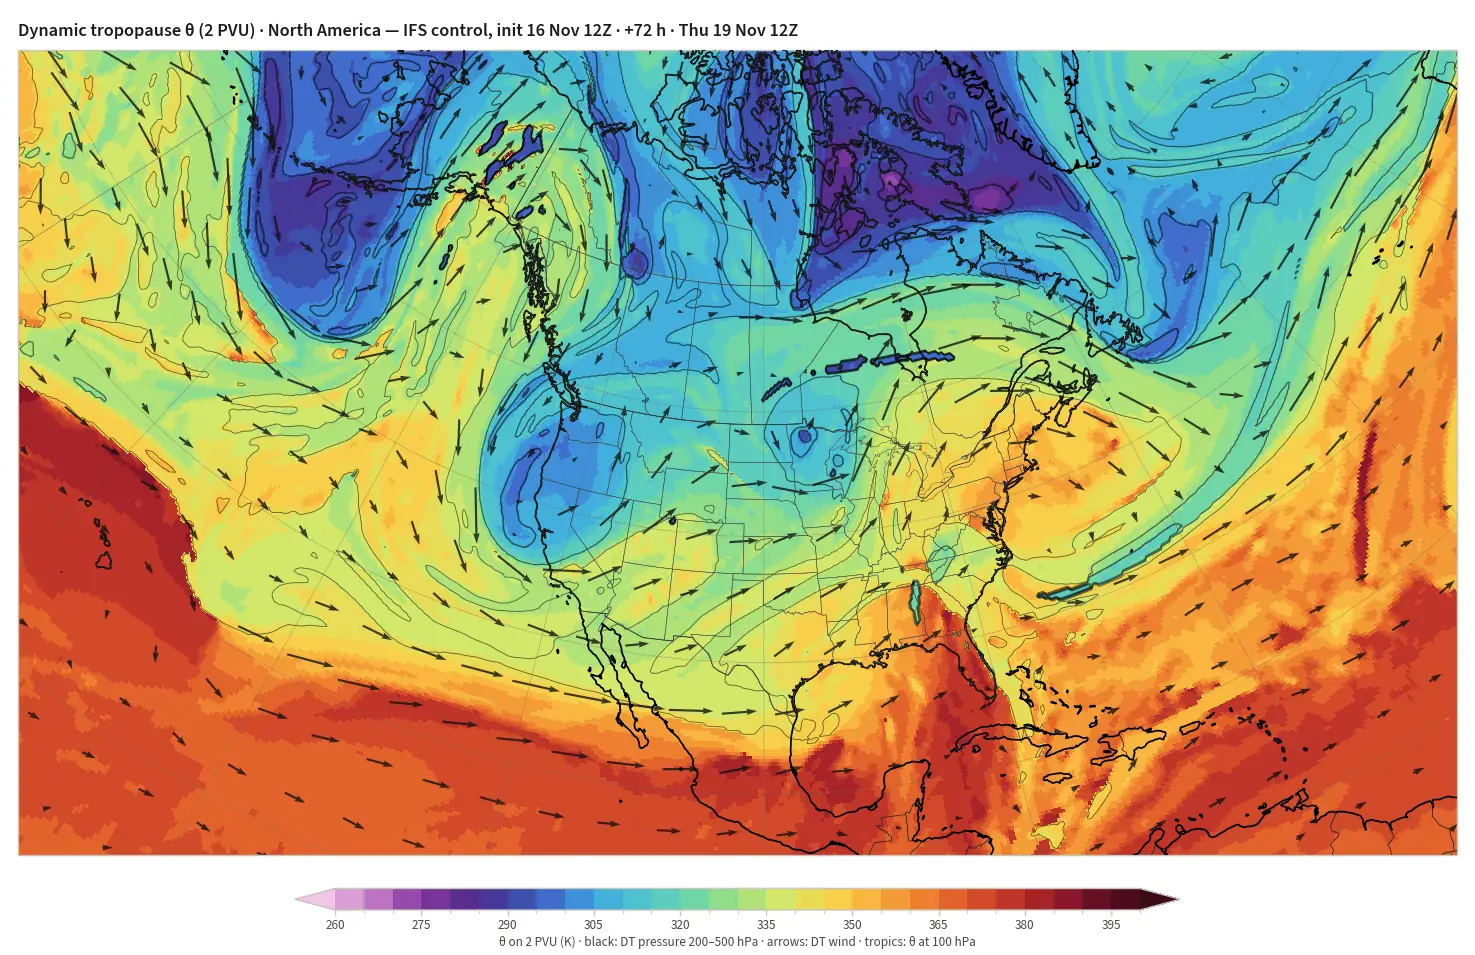 Dynamic tropopause θ (2 PVU) · North America — IFS control, init 16 Nov 12Z · +72 h · Thu 19 Nov 12Z
260 275 290 305 320 335 350 365 380 395
θ on 2 PVU (K) · black: DT pressure 200–500 hPa · arrows: DT wind · tropics: θ at 100 hPa